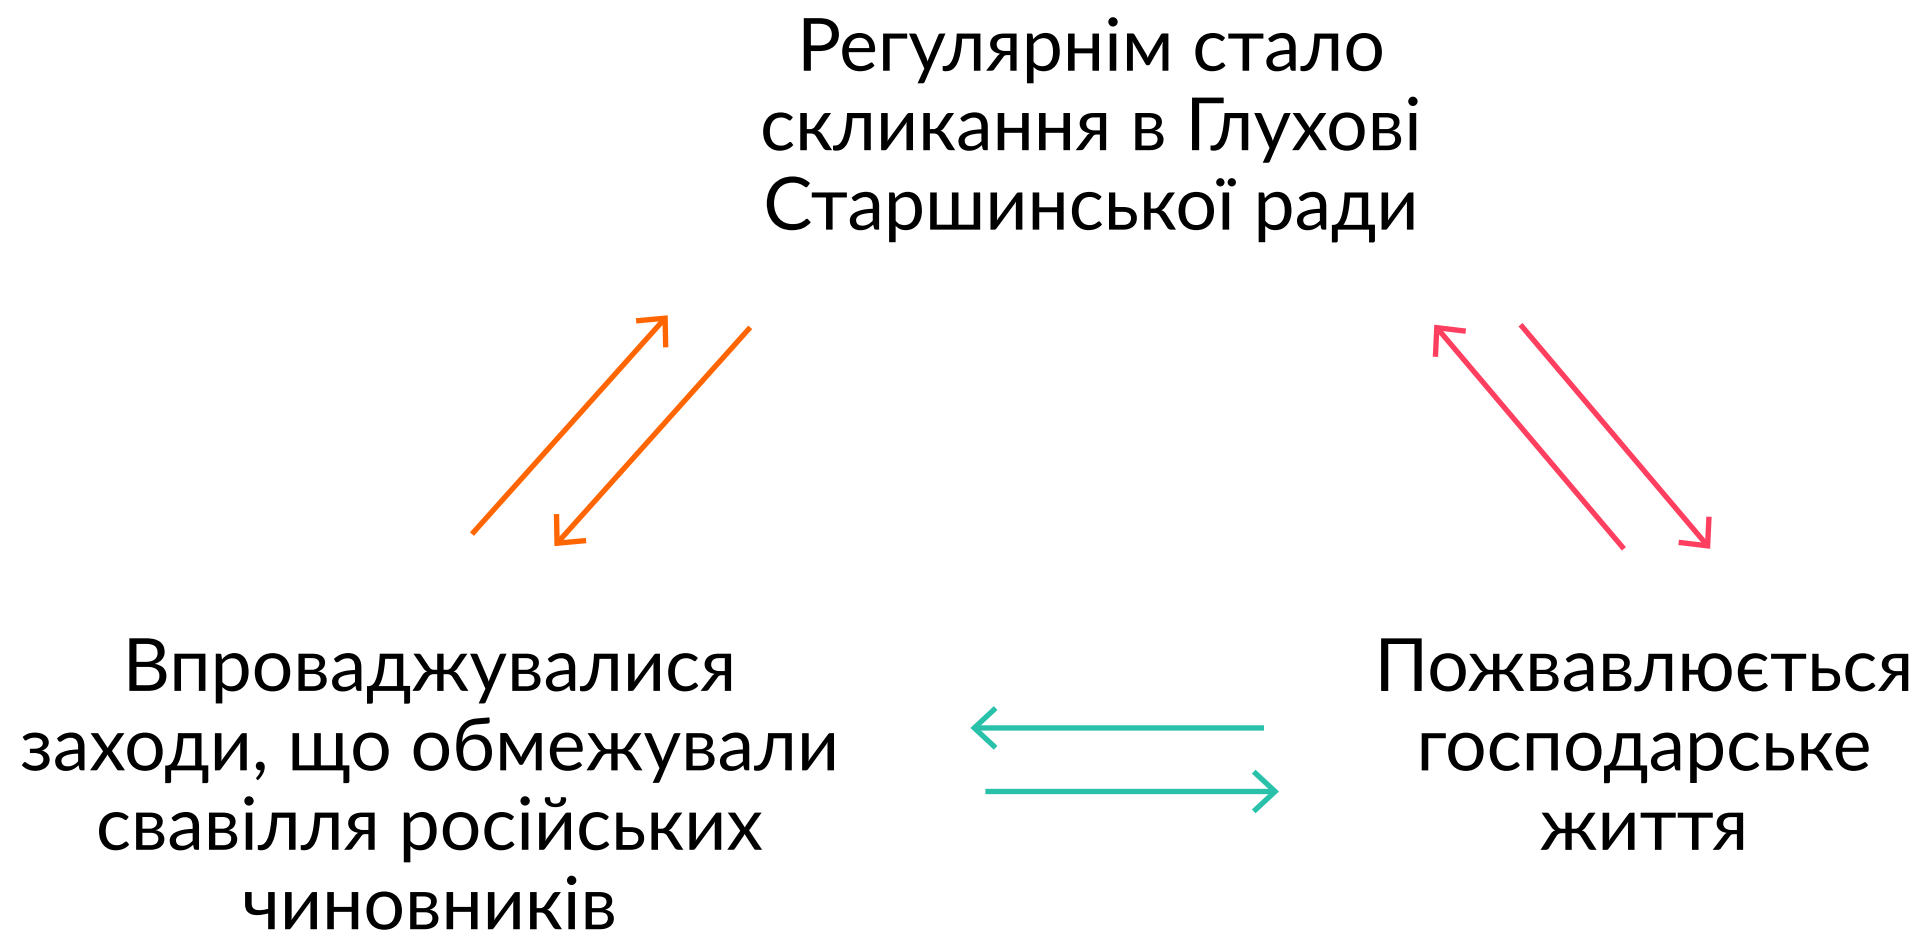 Регулярнім стало
скликання в Глухові
Старшинської ради
Впроваджувалися
заходи, що обмежували
свавілля російських
чиновників
Пожвавлюється
господарське
життя